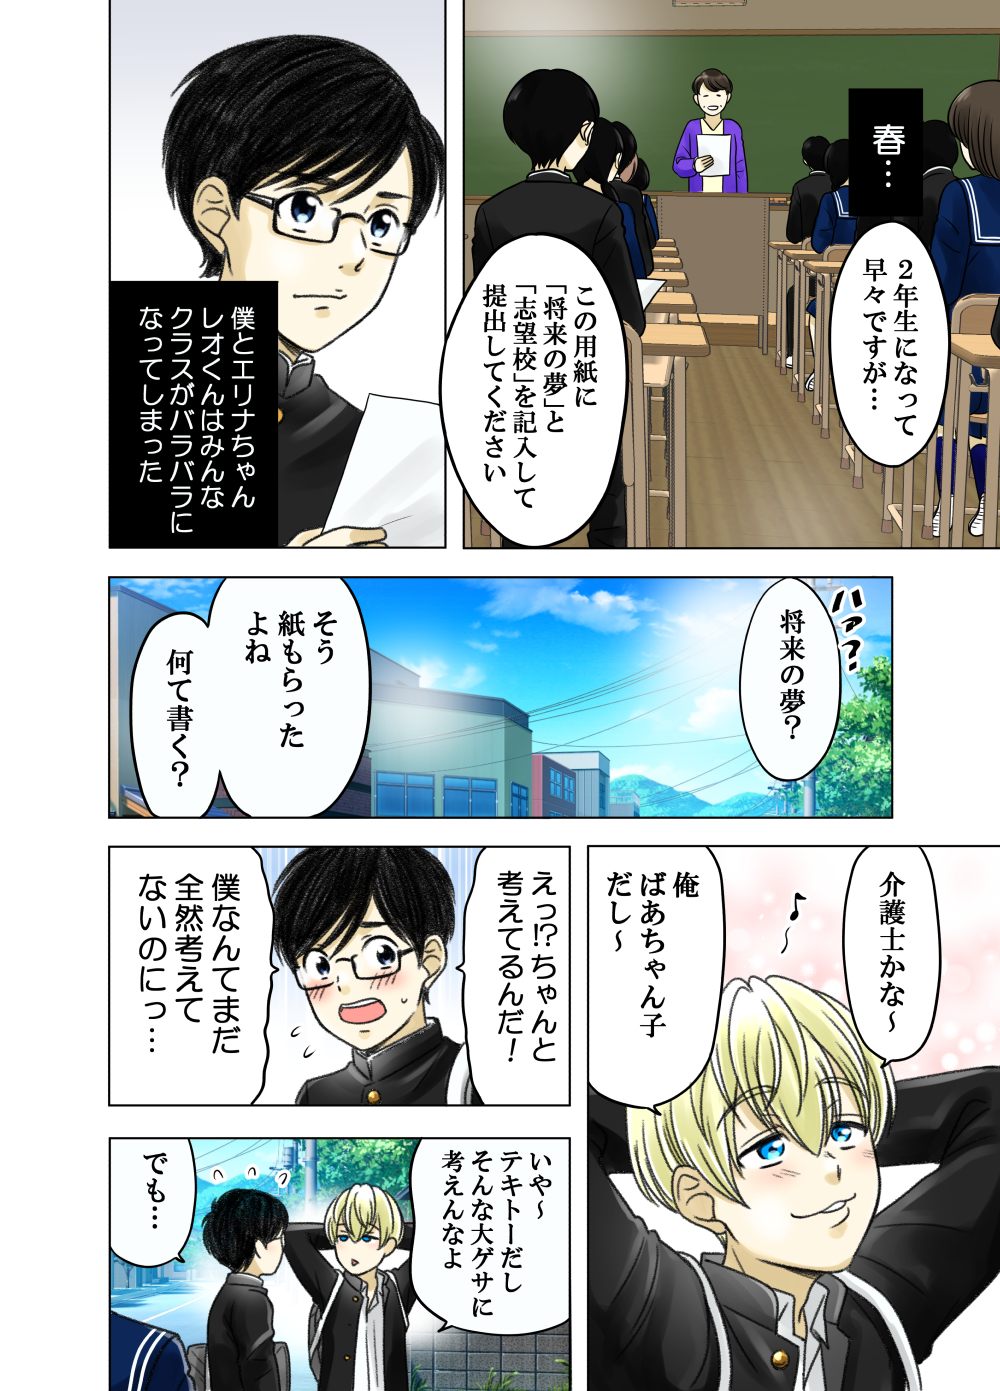 春…
２年生になって
早々ですが…
この用紙に
「将来の夢」と
「志望校」を記入して
提出してください
僕とエリナちゃん
レオくんはみんな
クラスがバラバラに
なってしまった
ハァ？
将来の夢？
そう
紙もらった
よね
何て書く？
介護士かな～
♪～
俺
ばあちゃん子
だし～
えっ!?ちゃんと
考えてるんだ！
僕なんてまだ
全然考えて
ないのにっ…
いや～
テキトーだし
そんな大ゲサに
考えんなよ
でも…